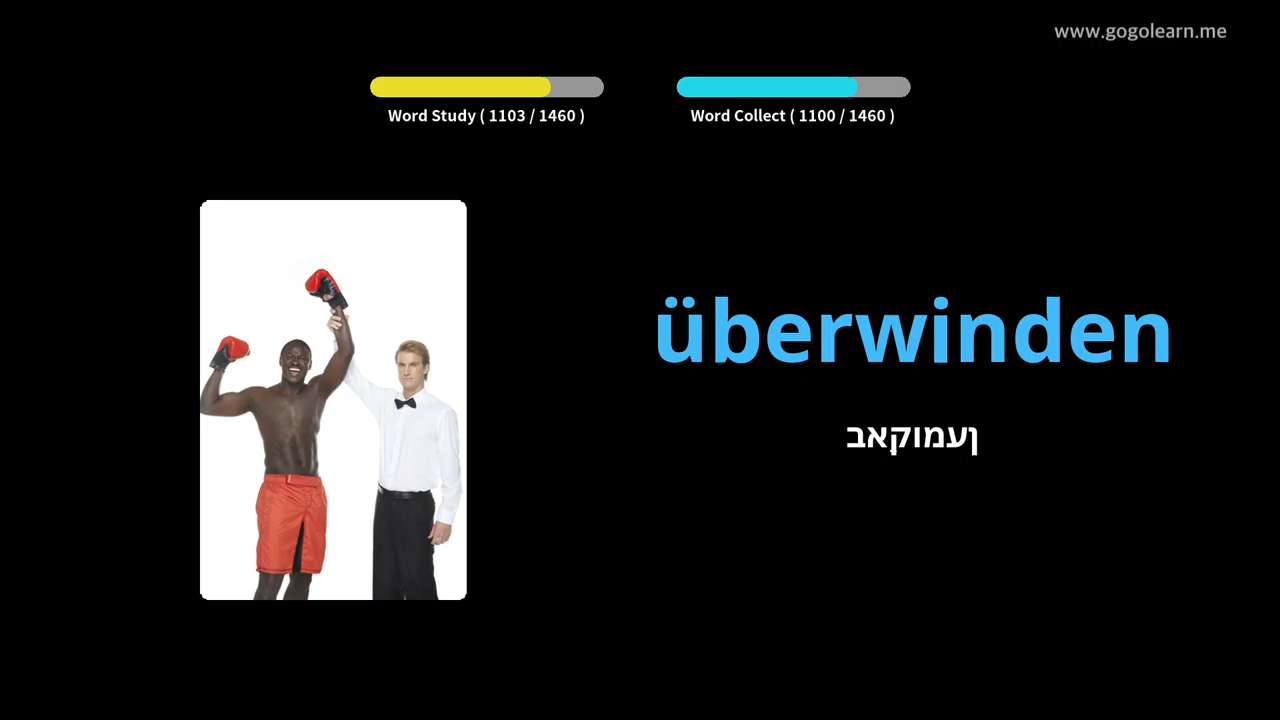 www.gogolearn.me
Word Study ( 1103 / 1460 )
Word Collect ( 1100 / 1460 )
überwinden
באַקומען